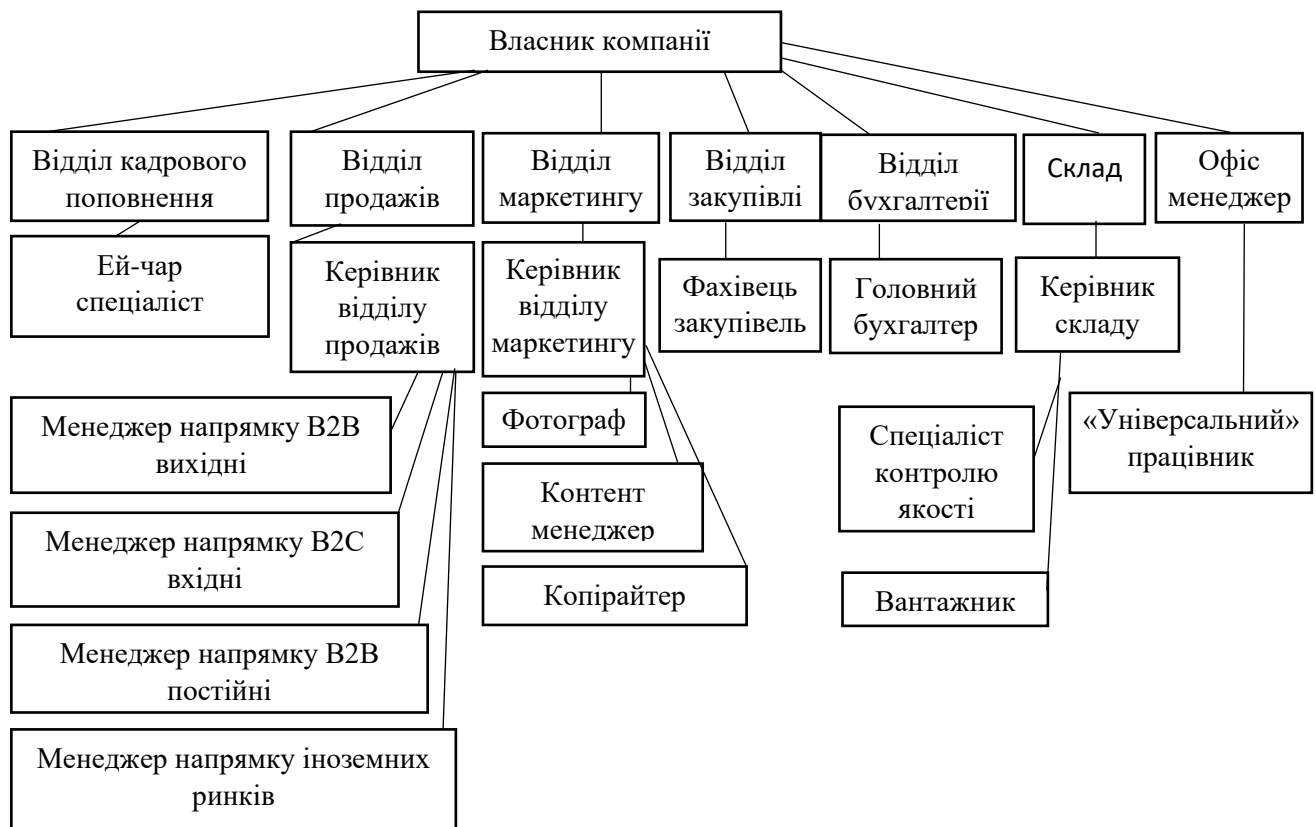 Власник компанії
Відділ кадрового
поповнення
Відділ
продажів
Відділ
маркетингу
Відділ
закупівлі
Відділ
бухгалтерії
Склад
Офіс
менеджер
Ей-чар
спеціаліст
Керівник
відділу
продажів
Керівник
відділу
маркетингу
Фахівець
закупівель
Головний
бухгалтер
Керівник
складу
Менеджер напрямку B2B
вихідні
Менеджер напрямку B2C
вхідні
Менеджер напрямку B2B
постійні
Менеджер напрямку іноземних
ринків
Фотограф
Контент
менеджер
Копірайтер
Спеціаліст
контролю
якості
Вантажник
«Універсальний»
працівник